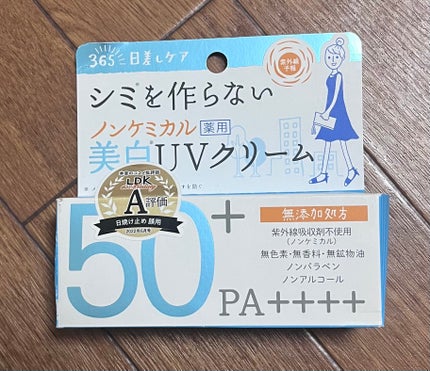 365日差しケア
紫外線
予報
シミを作らない
ノンケミカル 薬用
美白UVクリーム
LDK
A評価
日焼け止め 顔用
50+
PA++++
無添加処方
紫外線吸収剤不使用
(ノンケミカル)
無色素・無香料・無鉱物油
ノンパラベン
ノンアルコール